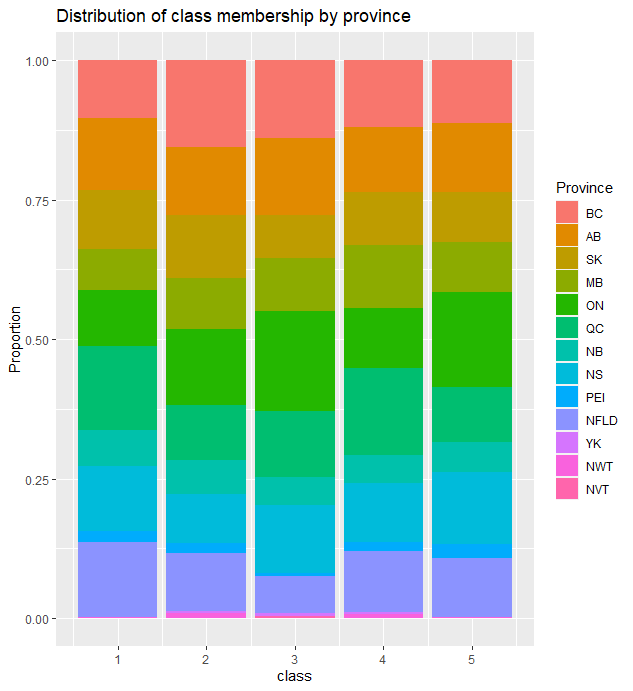 Distribution of class membership by province
1.00
0.75
0.50
0.25
0.00
Proportion
1 2 3 4 5
class
Province
BC
AB
SK
MB
ON
QC
NB
NS
PEI
NFLD
YK
NWT
NVT